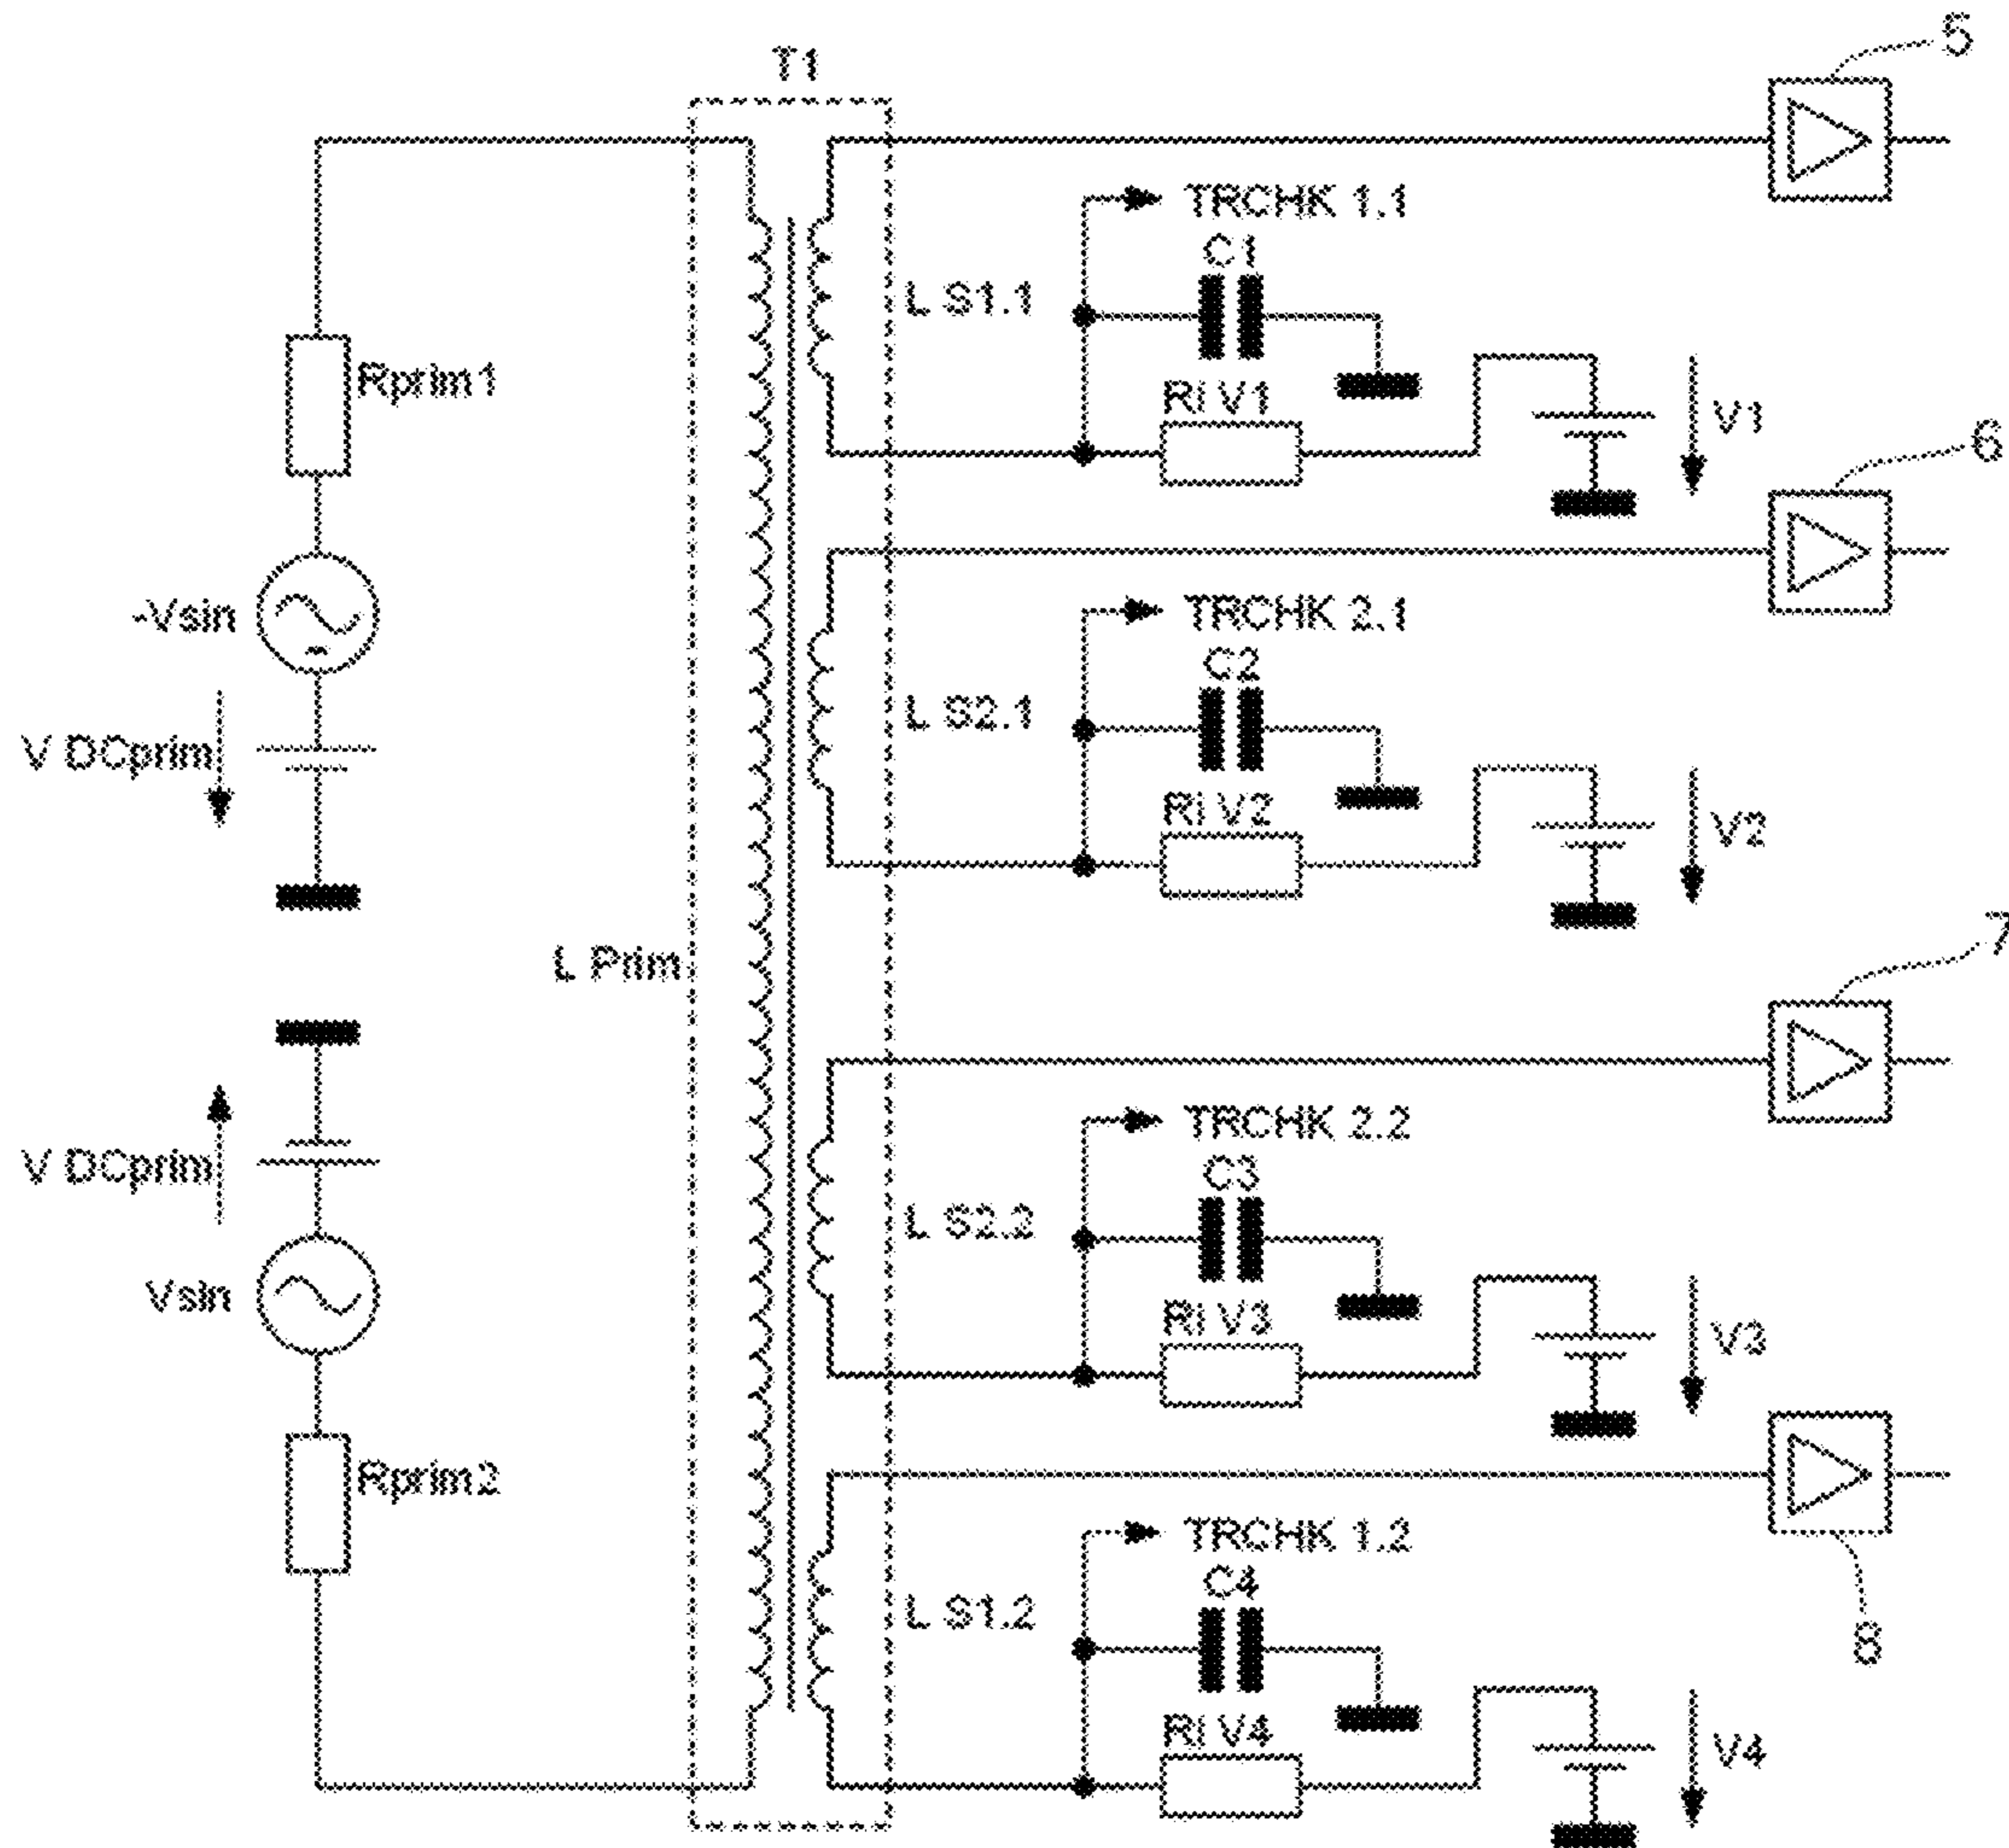 T1
5
TRCHK 1.1
C1
L S1.1
Rprim1
Ri V1
V1
6
-Vsin
TRCHK 2.1
C2
L S2.1
V DCprim
Ri V2
V2
7
L Prim
TRCHK 2.2
C3
V DCprim
L S2.2
Vsin
Ri V3
V3
Rprim2
TRCHK 1.2
C4
L S1.2
8
Ri V4
V4